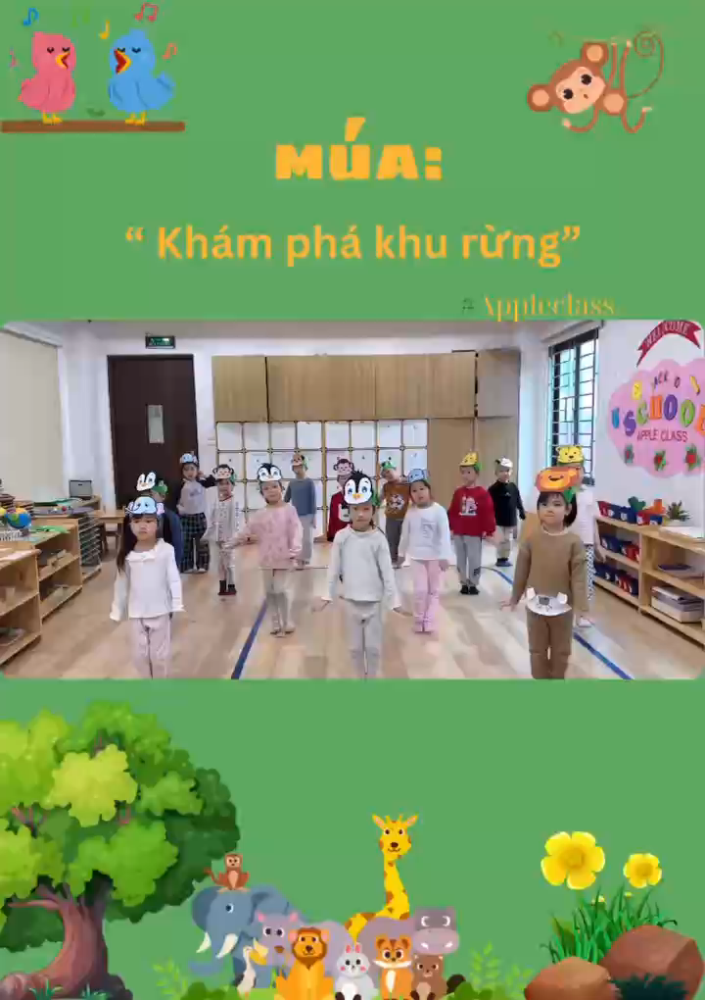 MÚA:
“ Khám phá khu rừng”
#Appleclass
WELCOME
SCHOOL
APPLE CLASS